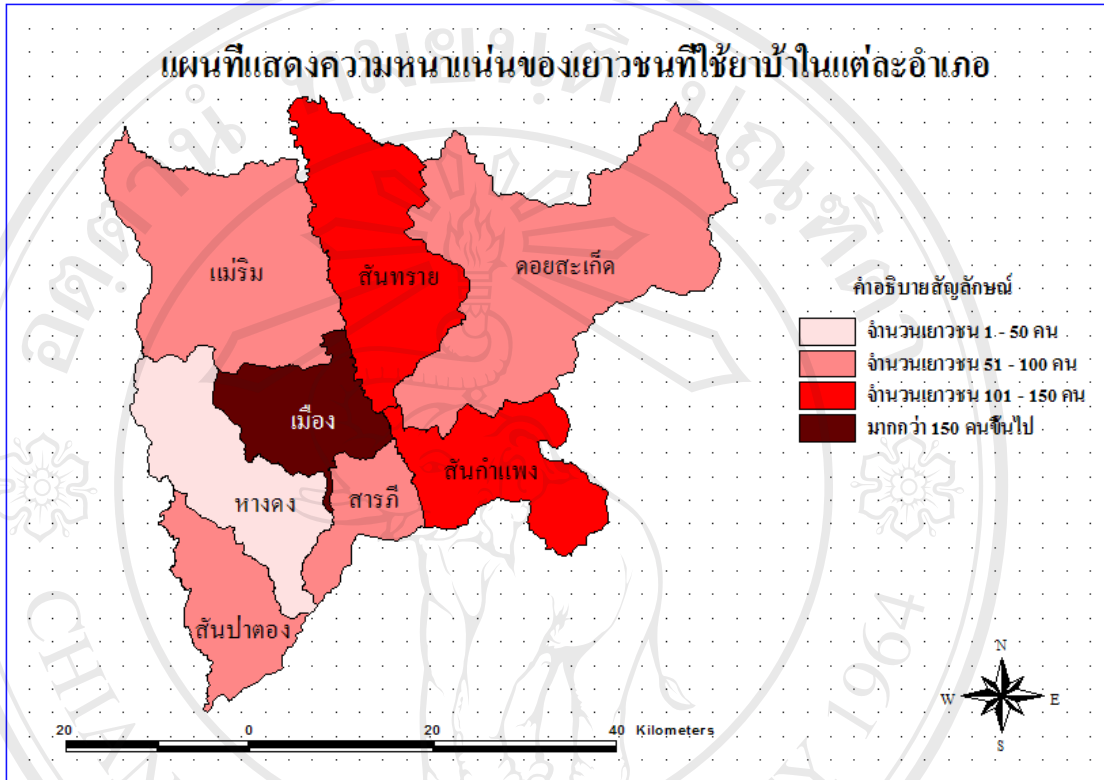 แผนที่แสดงความหนาแน่นของเยาวชนที่ใช้ยาบ้าในแต่ละอำเภอ
แม่ริม
สันทราย
ดอยสะเก็ด
เมือง
สันกำแพง
หางดง
สารภี
สันป่าตอง
คำอธิบายสัญลักษณ์
จำนวนเยาวชน 1 - 50 คน
จำนวนเยาวชน 51 - 100 คน
จำนวนเยาวชน 101 - 150 คน
มากกว่า 150 คนขึ้นไป
N
W
E
S
20 0 20 40 Kilometers
1964